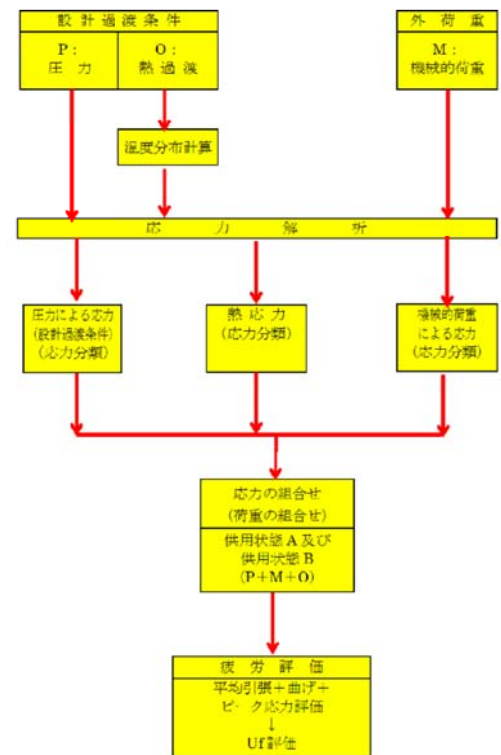 設計過渡条件
P：
圧力
O：
熱過渡
外荷重
M：
機械的荷重
温度分布計算
応力解析
圧力による応力
(設計過渡条件)
(応力分類)
熱応力
(応力分類)
機械的荷重
による応力
(応力分類)
応力の組合せ
(荷重の組合せ)
供用状態 A 及び
供用状態 B
(P+M+O)
疲労評価
平均引張＋曲げ＋
ピーク応力評価
↓
Uf 評価